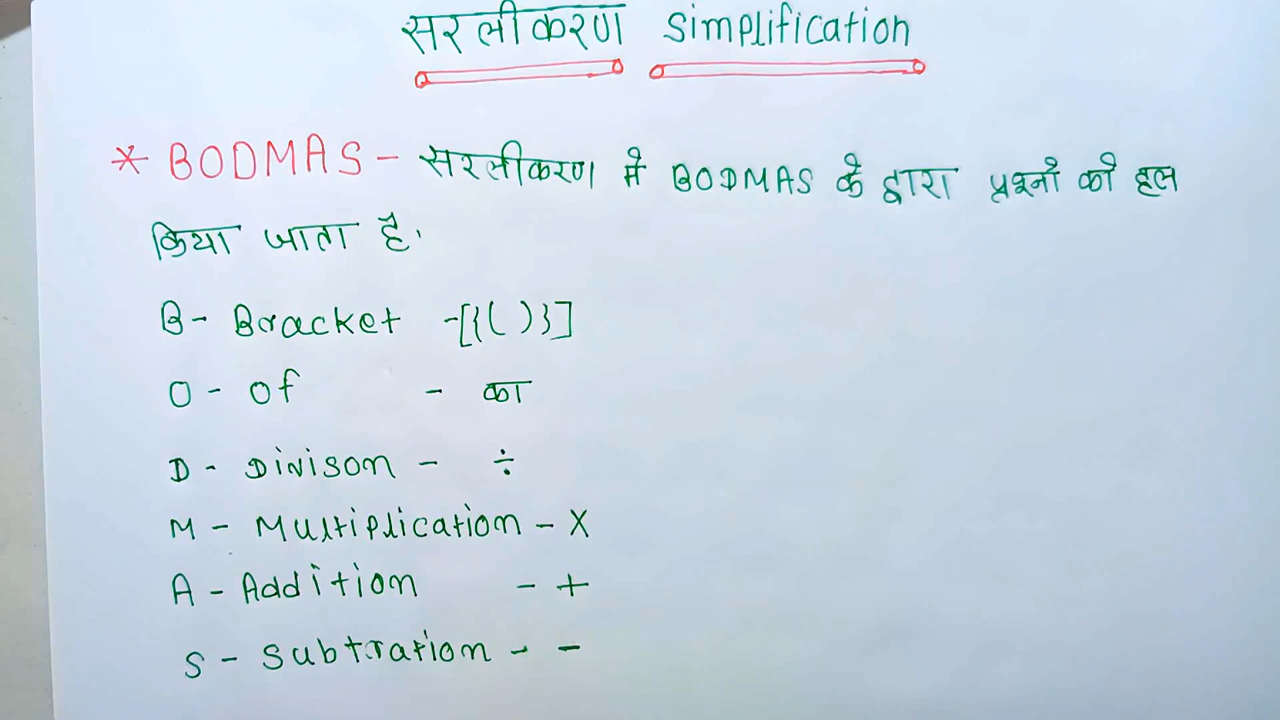 सरलीकरण Simplification
* BODMAS - सरलीकरण में BODMAS के द्वारा प्रश्नों को हल
किया जाता है.
B - Bracket - [{( )}]
O - Of - का
D - Divison - ÷
M - Multiplication - X
A - Addition - +
S - Subtration - -